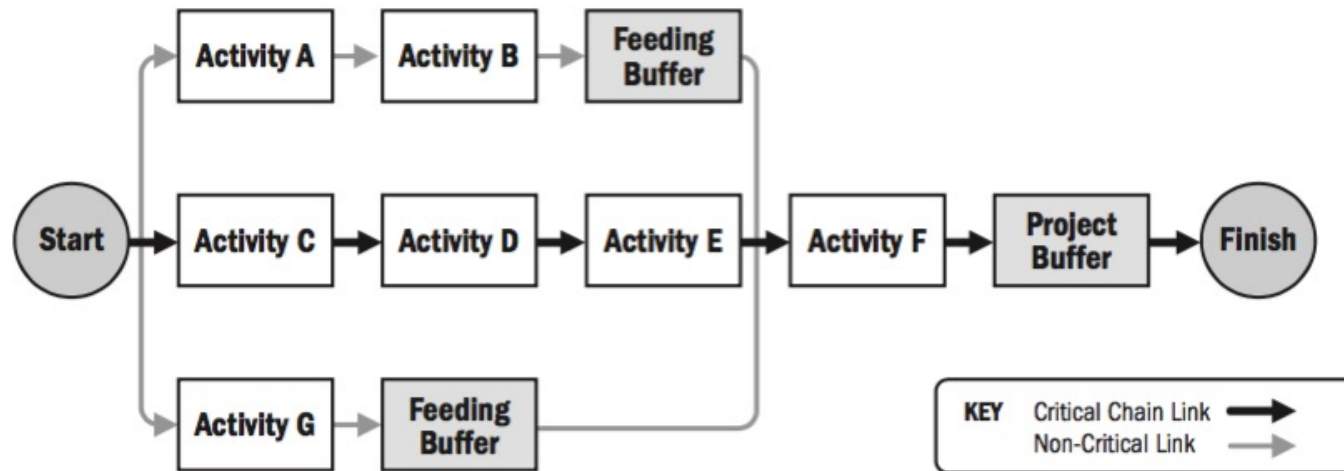 Activity A
Activity B
Feeding
Buffer
Start
Activity C
Activity D
Activity E
Activity F
Project
Buffer
Finish
Activity G
Feeding
Buffer
KEY
Critical Chain Link
Non-Critical Link